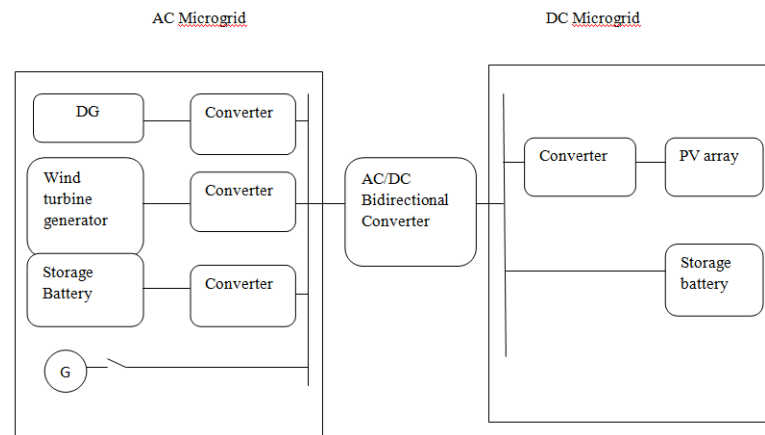 AC Microgrid
DC Microgrid
DG
Converter
Wind
turbine
generator
Converter
Storage
Battery
Converter
G
AC/DC
Bidirectional
Converter
Converter
PV array
Storage
battery